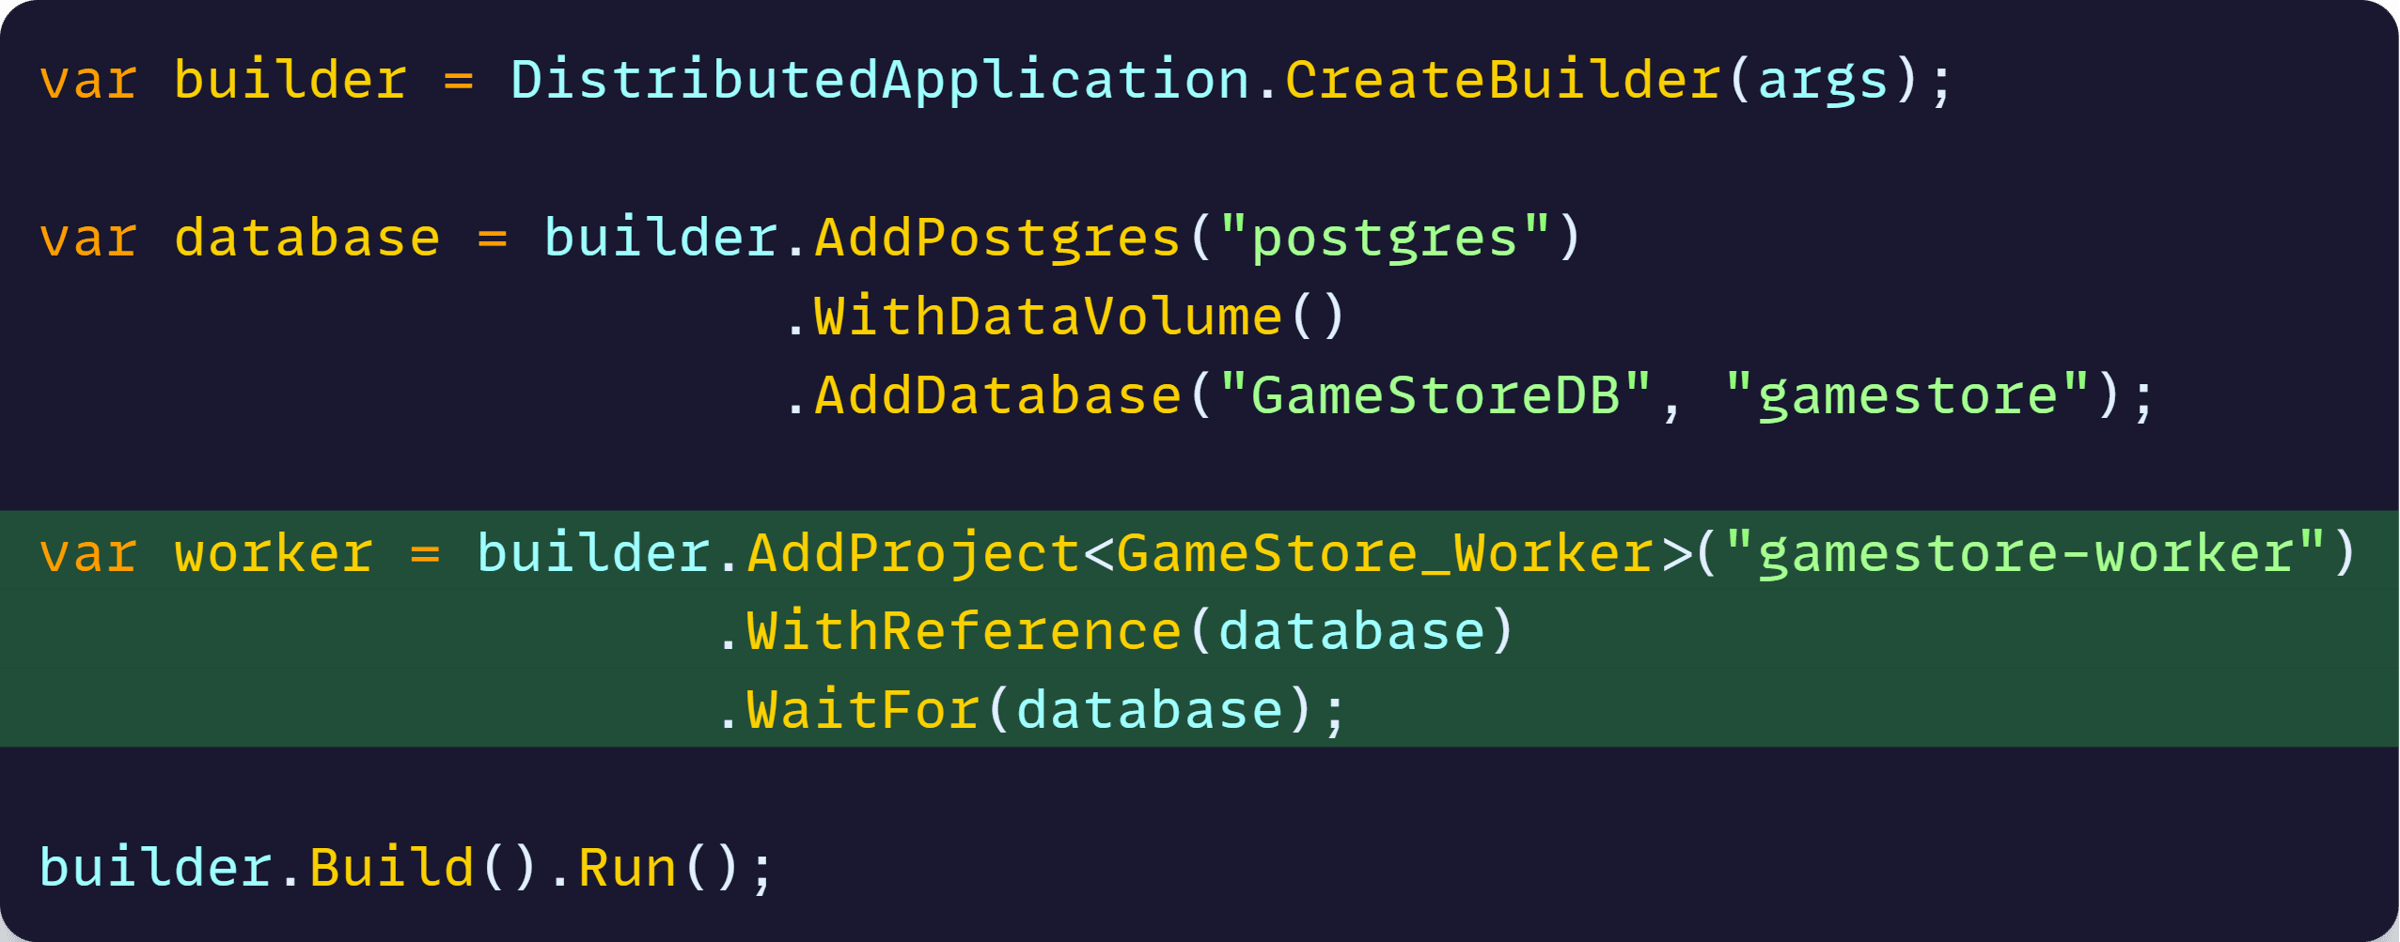 var builder = DistributedApplication.CreateBuilder(args);
var database = builder.AddPostgres("postgres")
.WithDataVolume()
.AddDatabase("GameStoreDB", "gamestore");
var worker = builder.AddProject<GameStore_Worker>("gamestore-worker")
.WithReference(database)
.WaitFor(database);
builder.Build().Run();